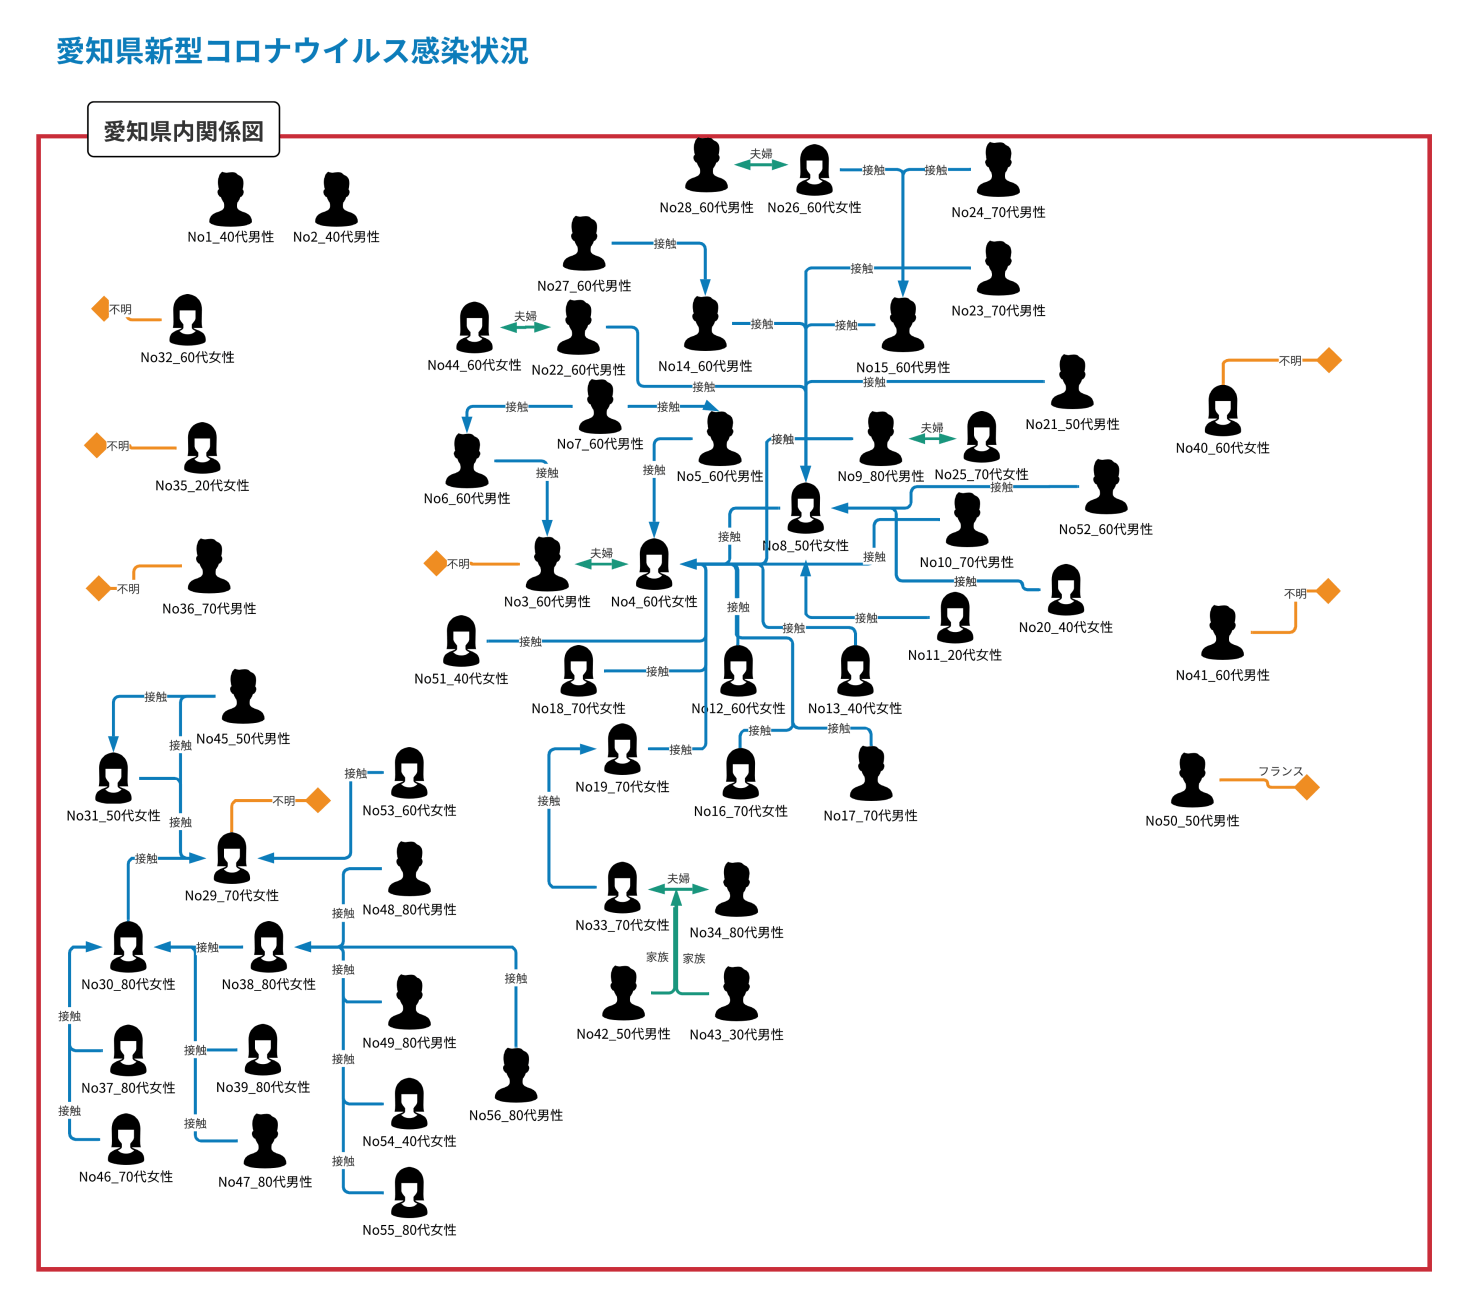 愛知県新型コロナウイルス感染状況
愛知県内関係図
夫婦
接触
接触
No28_60代男性
No26_60代女性
No24_70代男性
No1_40代男性
No2_40代男性
接触
接触
No27_60代男性
No23_70代男性
不明
夫婦
接触
接触
No32_60代女性
No44_60代女性
No22_60代男性
No14_60代男性
No15_60代男性
不明
接触
接触
接触
接触
No21_50代男性
No40_60代女性
No7_60代男性
不明
夫婦
接触
接触
接触
No35_20代女性
No6_60代男性
No5_60代男性
No9_80代男性
No25_70代女性
接触
No52_60代男性
接触
No8_50代女性
夫婦
不明
接触
No10_70代男性
不明
接触
不明
No36_70代男性
No3_60代男性
No4_60代女性
接触
接触
接触
No20_40代女性
接触
接触
No11_20代女性
No51_40代女性
接触
No41_60代男性
接触
No18_70代女性
No12_60代女性
No13_40代女性
No45_50代男性
接触
接触
接触
接触
接触
No53_60代女性
No19_70代女性
フランス
不明
接触
No31_50代女性
接触
No16_70代女性
No17_70代男性
No50_50代男性
接触
No29_70代女性
夫婦
接触
No48_80代男性
No33_70代女性
No34_80代男性
接触
家族
家族
接触
接触
No30_80代女性
No38_80代女性
接触
No49_80代男性
No42_50代男性
No43_30代男性
接触
接触
No37_80代女性
No39_80代女性
接触
接触
No56_80代男性
No54_40代女性
接触
No46_70代女性
No47_80代男性
No55_80代女性